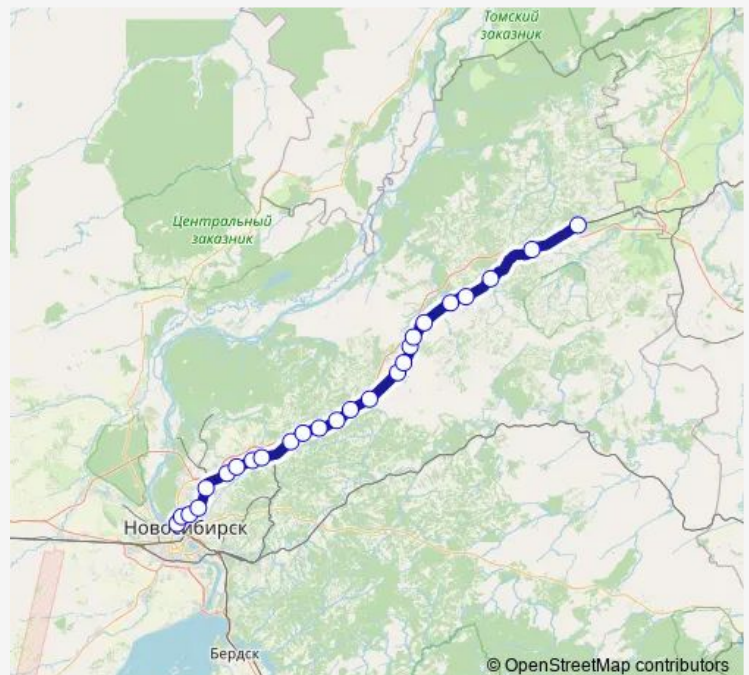 Томский
заказник
Центральный
заказник
Новосибирск
Бердск
© OpenStreetMap contributors